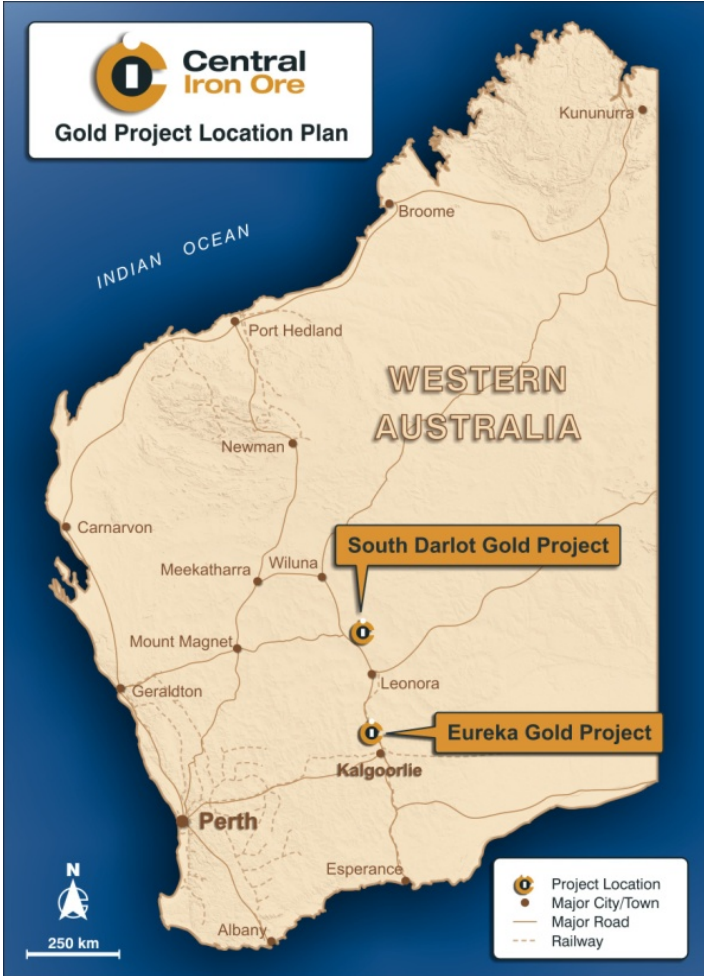 Central
Iron Ore
Gold Project Location Plan
Kununurra
Broome
INDIAN OCEAN
Port Hedland
WESTERN
AUSTRALIA
Newman
Carnarvon
South Darlot Gold Project
Wiluna
Meekatharra
Mount Magnet
Leonora
Geraldton
Eureka Gold Project
Kalgoorlie
Perth
Esperance
N
Albany
250 km
Project Location
Major City/Town
Major Road
Railway